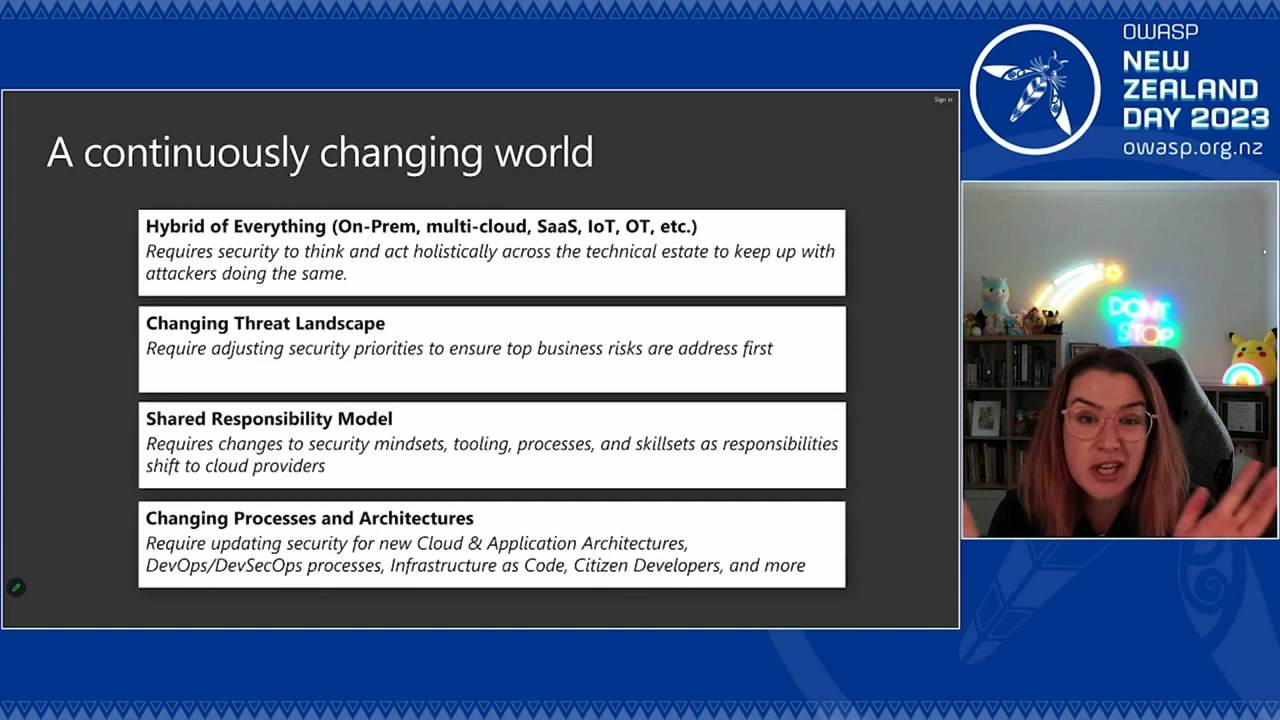 OWASP
NEW
ZEALAND
DAY 2023
owasp.org.nz
Sign in
A continuously changing world
Hybrid of Everything (On-Prem, multi-cloud, SaaS, IoT, OT, etc.)
Requires security to think and act holistically across the technical estate to keep up with
attackers doing the same.
Changing Threat Landscape
Require adjusting security priorities to ensure top business risks are address first
Shared Responsibility Model
Requires changes to security mindsets, tooling, processes, and skillsets as responsibilities
shift to cloud providers
Changing Processes and Architectures
Require updating security for new Cloud & Application Architectures,
DevOps/DevSecOps processes, Infrastructure as Code, Citizen Developers, and more
DON'T
STOP